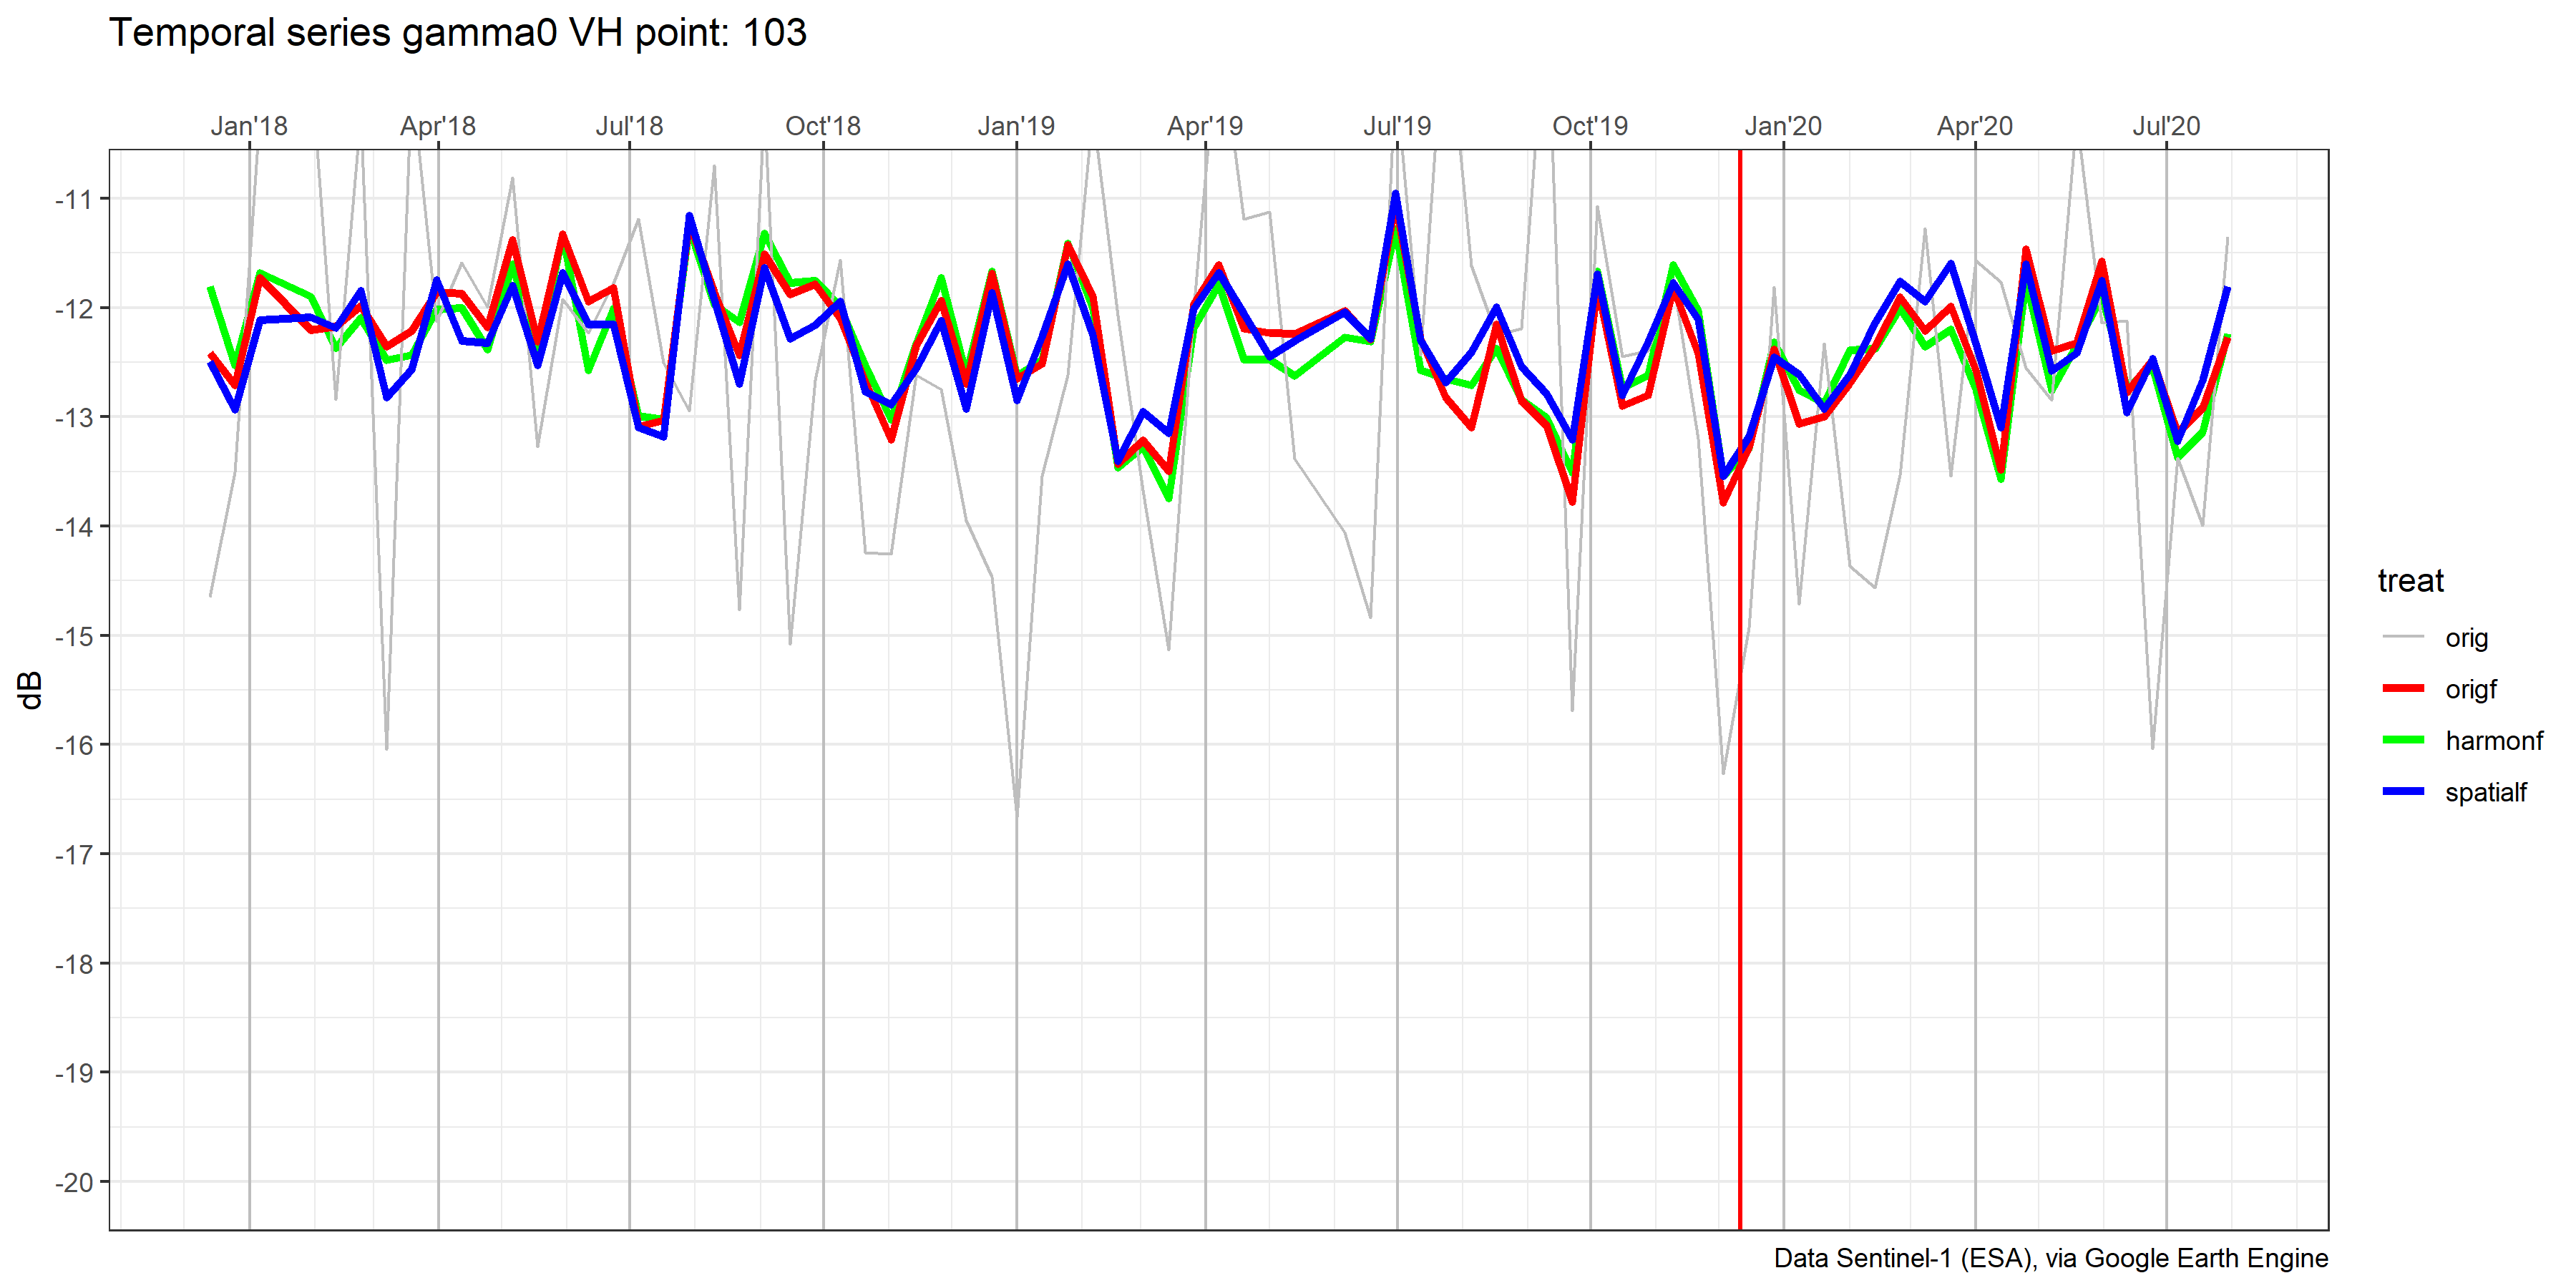 Temporal series gamma0 VH point: 103
Jan'18 Apr'18 Jul'18 Oct'18 Jan'19 Apr'19 Jul'19 Oct'19 Jan'20 Apr'20 Jul'20
-11
-12
-13
-14
-15
-16
-17
-18
-19
-20
dB
treat
orig
origf
harmonf
spatialf
Data Sentinel-1 (ESA), via Google Earth Engine